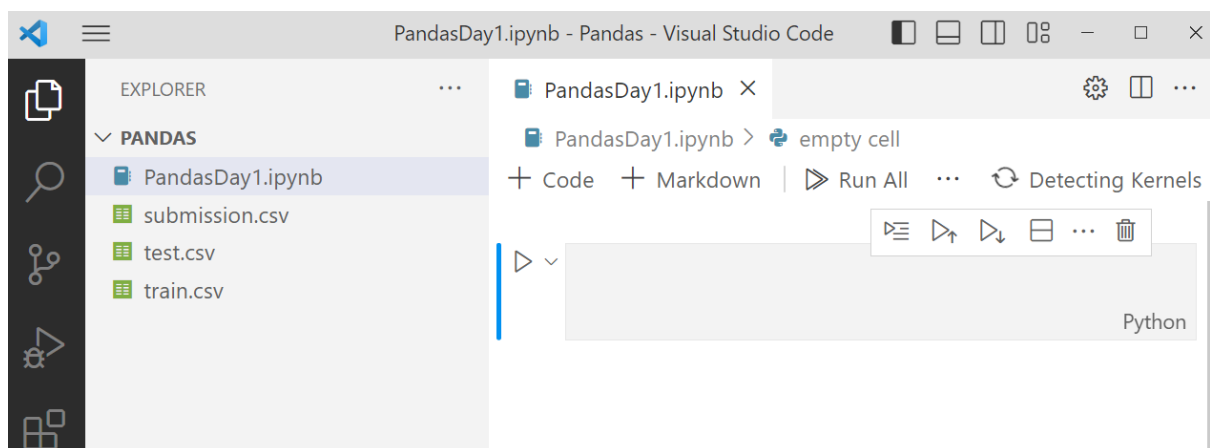 PandasDay1.ipynb - Pandas - Visual Studio Code
EXPLORER
PANDAS
PandasDay1.ipynb
submission.csv
test.csv
train.csv
PandasDay1.ipynb
PandasDay1.ipynb > empty cell
Code Markdown Run All ... Detecting Kernels
Python